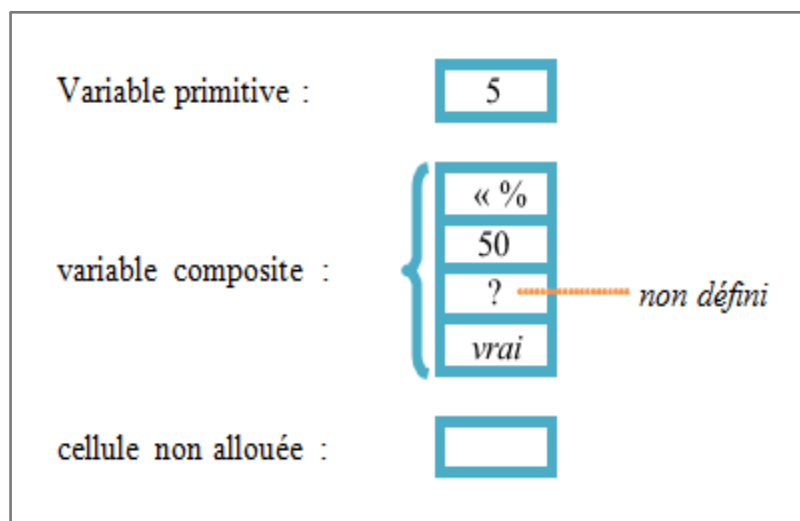 Variable primitive :
5
« %
50
variable composite :
?
non défini
vrai
cellule non allouée :